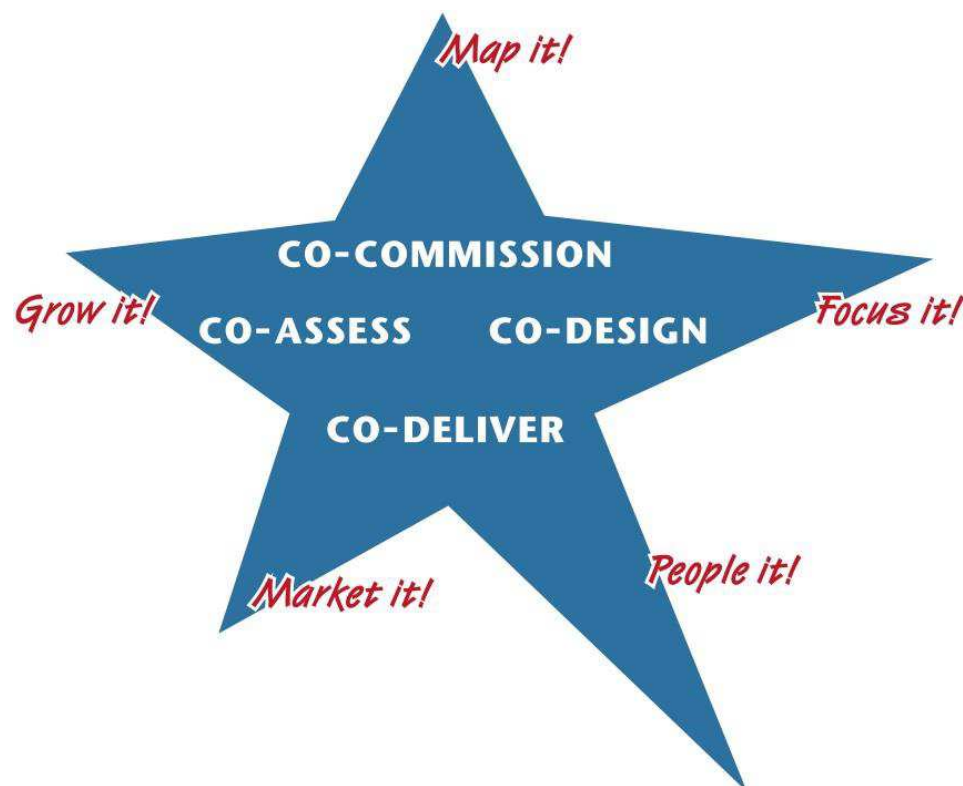 Map it!
CO-COMMISSION
Grow it!
Focus it!
CO-ASSESS
CO-DESIGN
CO-DELIVER
People it!
Market it!